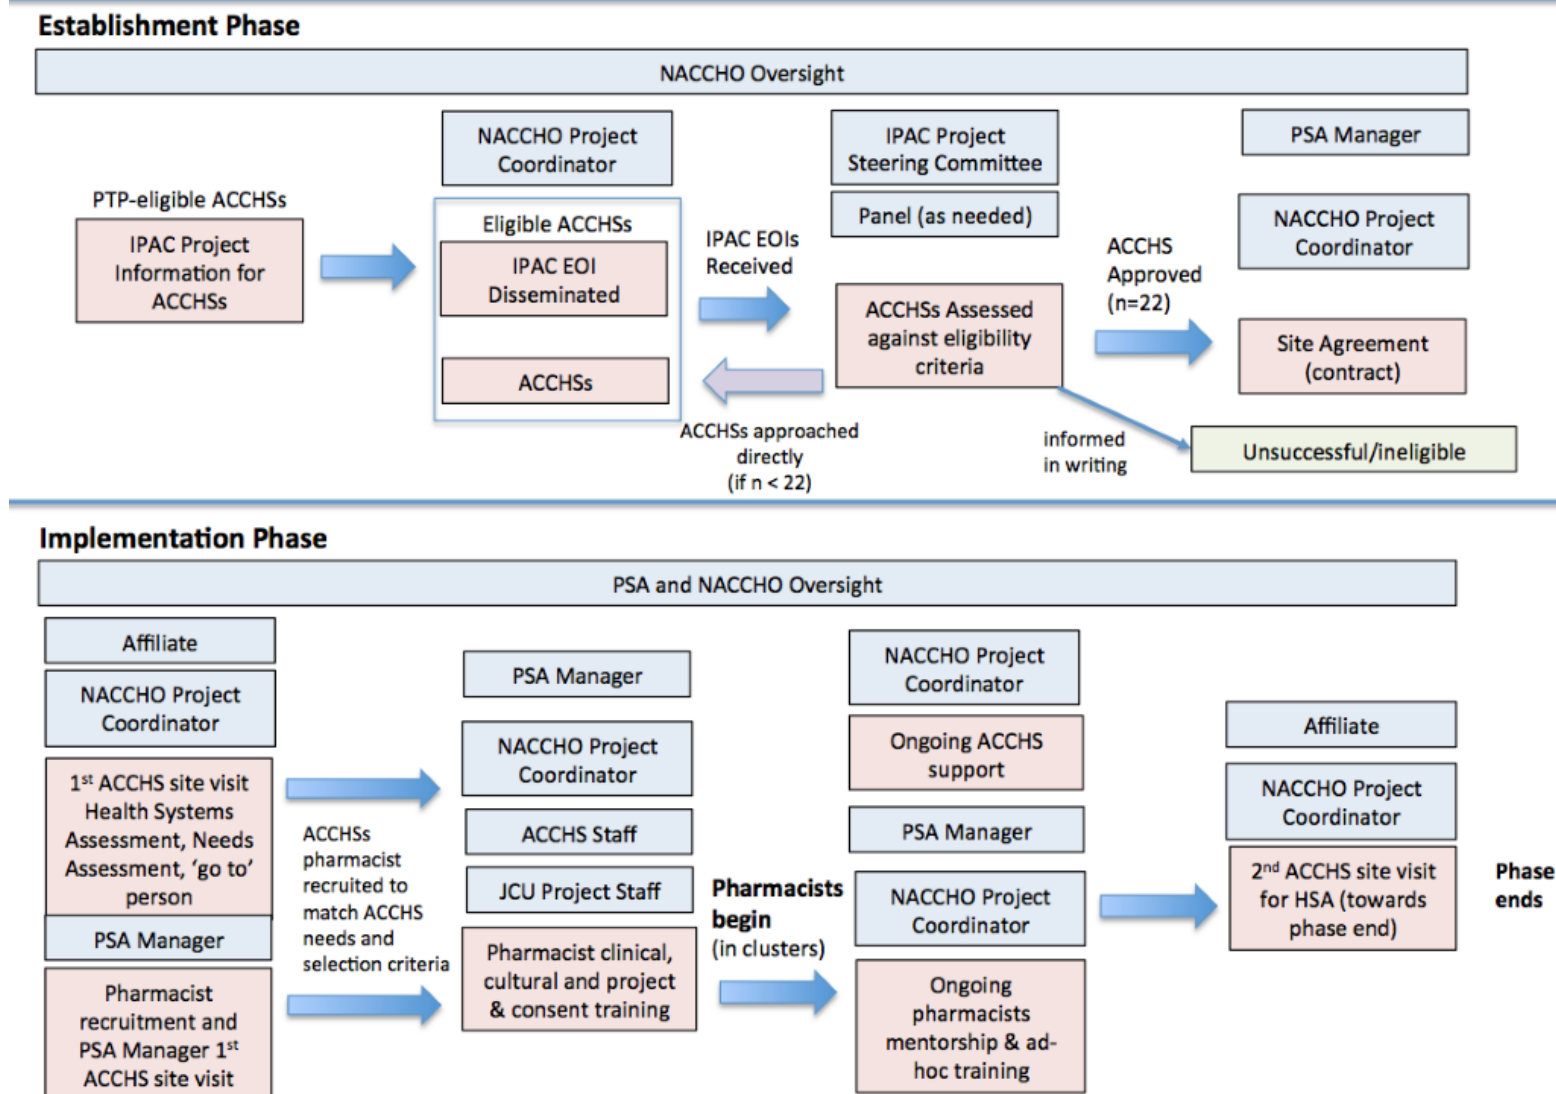 Establishment Phase
NACCHO Oversight
PTP-eligible ACCHSs
IPAC Project
Information for
ACCHSs
NACCHO Project
Coordinator
Eligible ACCHSs
IPAC EOI
Disseminated
ACCHSs
IPAC EOIs
Received
ACCHSs approached
directly
(if n < 22)
IPAC Project
Steering Committee
Panel (as needed)
ACCHSs Assessed
against eligibility
criteria
ACCHS
Approved
(n=22)
informed
in writing
PSA Manager
NACCHO Project
Coordinator
Site Agreement
(contract)
Unsuccessful/ineligible
Implementation Phase
PSA and NACCHO Oversight
Affiliate
NACCHO Project
Coordinator
1st ACCHS site visit
Health Systems
Assessment, Needs
Assessment, ‘go to’
person
PSA Manager
Pharmacist
recruitment and
PSA Manager 1st
ACCHS site visit
ACCHSs
pharmacist
recruited to
match ACCHS
needs and
selection criteria
PSA Manager
NACCHO Project
Coordinator
ACCHS Staff
JCU Project Staff
Pharmacist clinical,
cultural and project
& consent training
Pharmacists
begin
(in clusters)
NACCHO Project
Coordinator
Ongoing ACCHS
support
PSA Manager
NACCHO Project
Coordinator
Ongoing
pharmacists
mentorship & ad-
hoc training
Affiliate
NACCHO Project
Coordinator
2nd ACCHS site visit
for HSA (towards
phase end)
Phase
ends